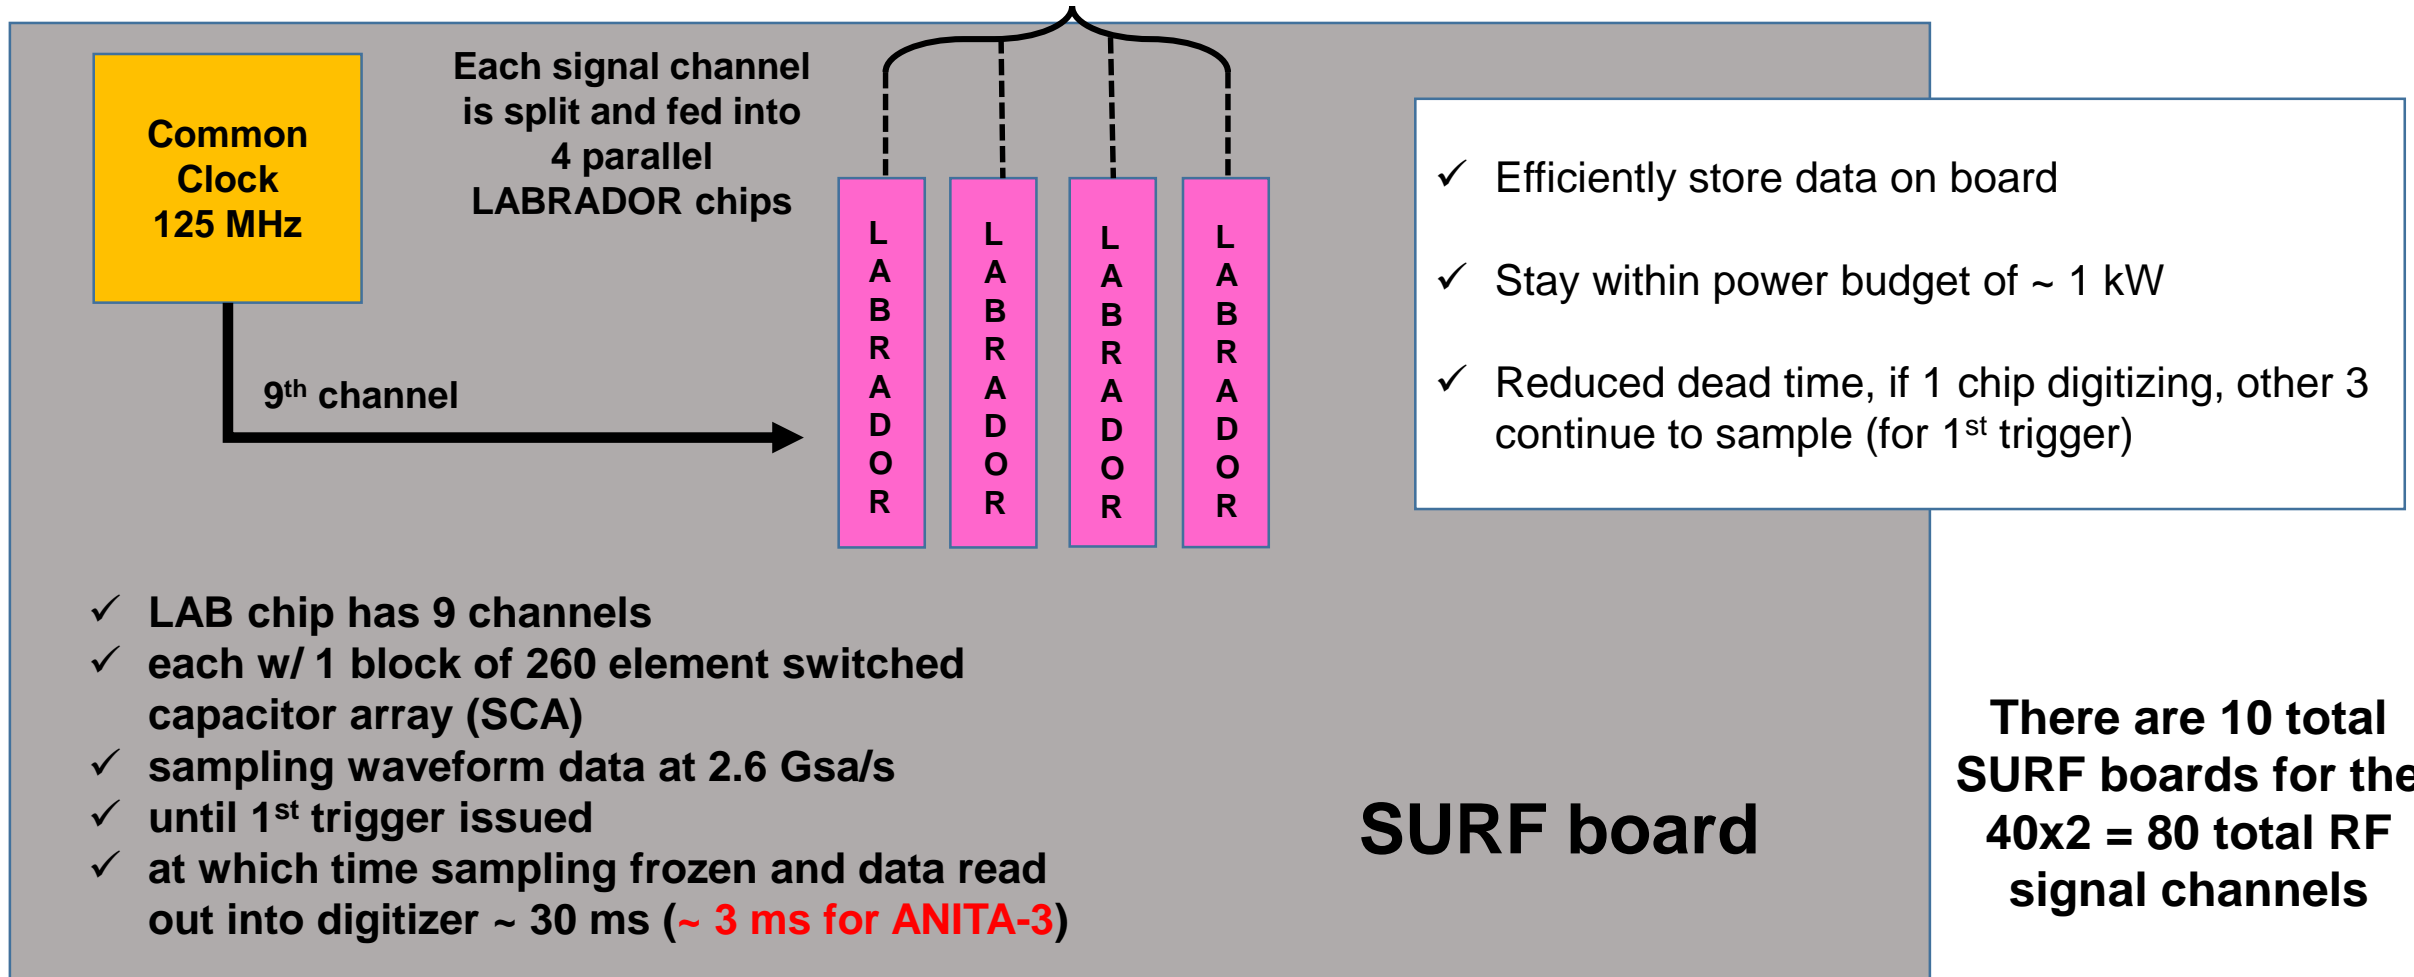 Common
Clock
125 MHz
Each signal channel
is split and fed into
4 parallel
LABRADOR chips
9th channel
L
A
B
R
A
D
O
R
L
A
B
R
A
D
O
R
L
A
B
R
A
D
O
R
L
A
B
R
A
D
O
R
✓ Efficiently store data on board
✓ Stay within power budget of ~ 1 kW
✓ Reduced dead time, if 1 chip digitizing, other 3
continue to sample (for 1st trigger)
✓ LAB chip has 9 channels
✓ each w/ 1 block of 260 element switched
capacitor array (SCA)
✓ sampling waveform data at 2.6 Gsa/s
✓ until 1st trigger issued
✓ at which time sampling frozen and data read
out into digitizer ~ 30 ms (~ 3 ms for ANITA-3)
SURF board
There are 10 total
SURF boards for the
40x2 = 80 total RF
signal channels